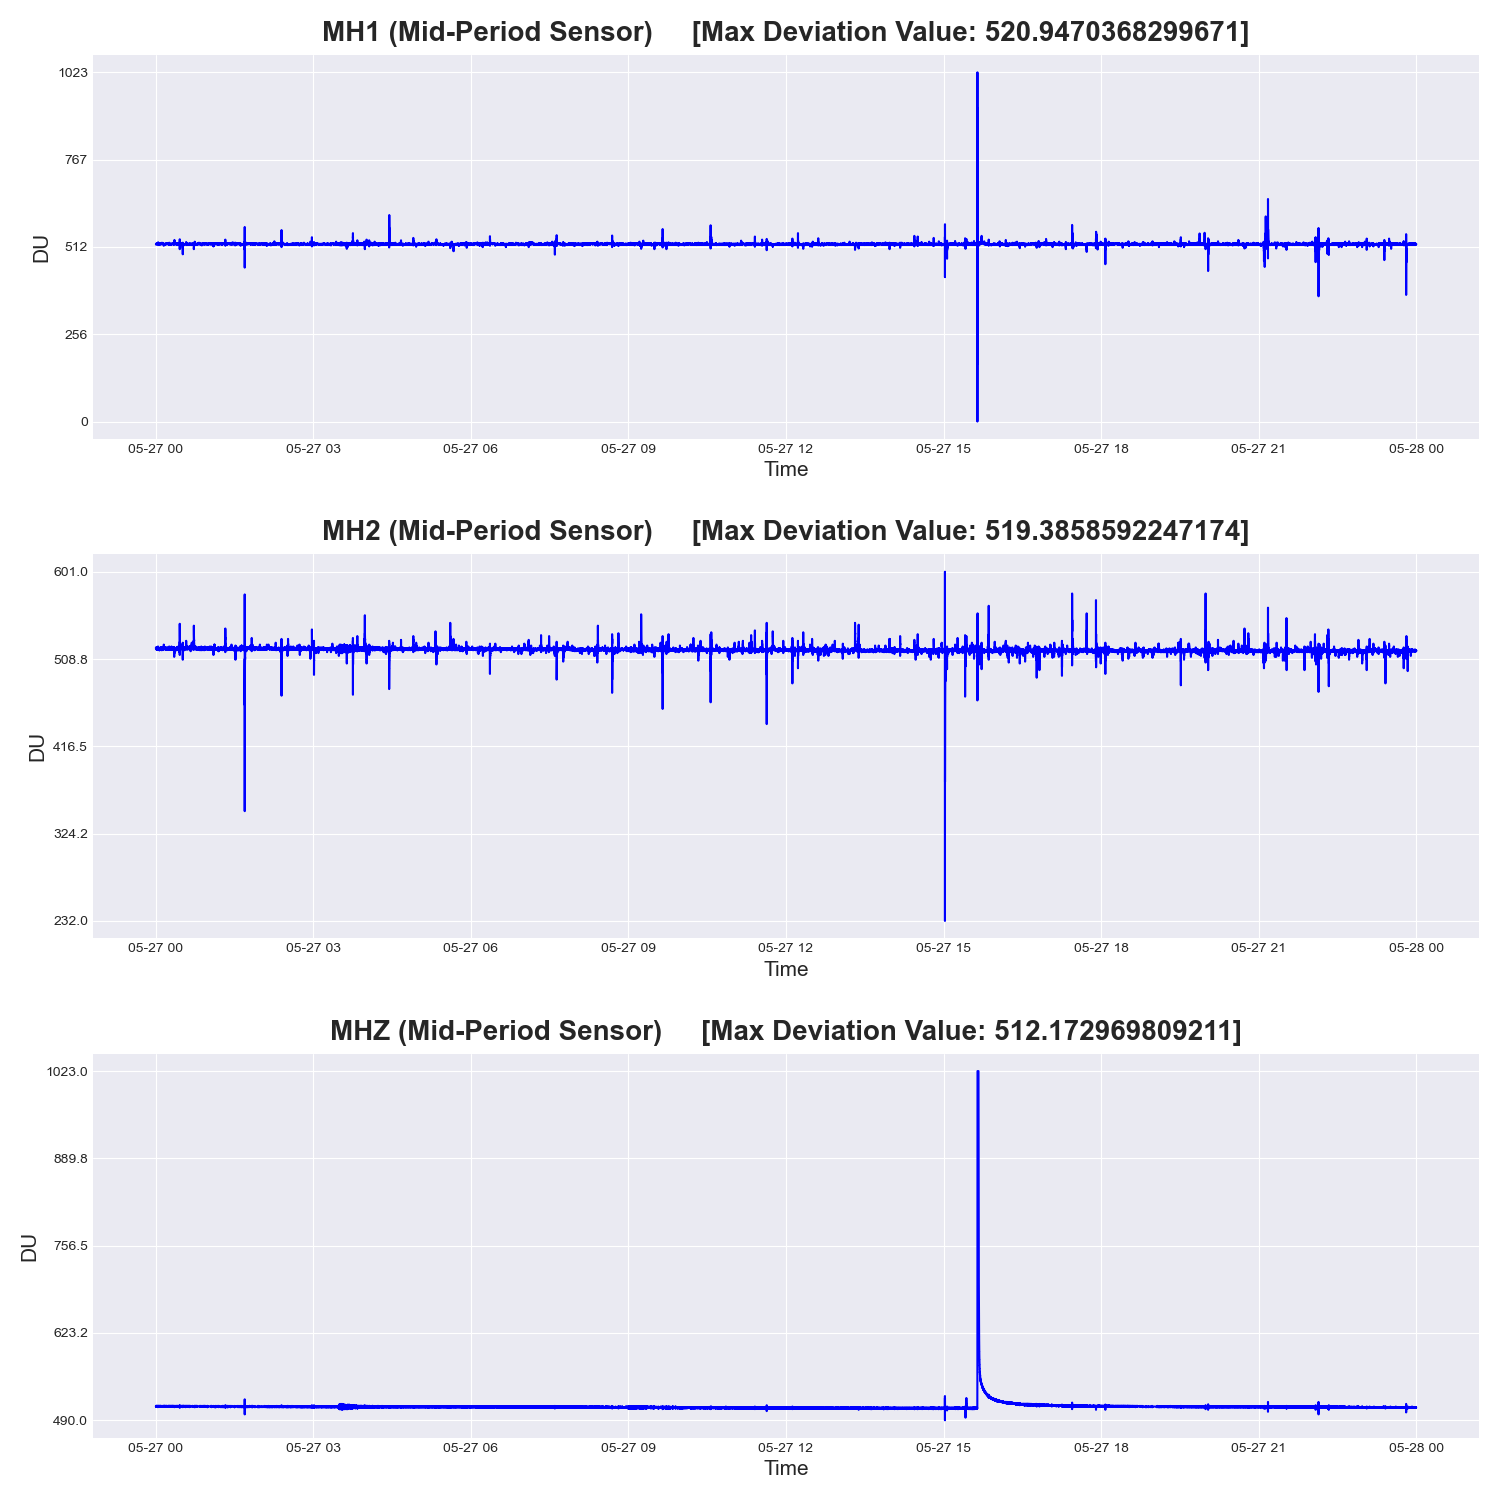 MH1 (Mid-Period Sensor) [Max Deviation Value: 520.9470368299671]
1023
767
512
256
0
DU
05-27 00 05-27 03 05-27 06 05-27 09 05-27 12 05-27 15 05-27 18 05-27 21 05-28 00
Time
MH2 (Mid-Period Sensor) [Max Deviation Value: 519.3858592247174]
601.0
508.8
416.5
324.2
232.0
DU
05-27 00 05-27 03 05-27 06 05-27 09 05-27 12 05-27 15 05-27 18 05-27 21 05-28 00
Time
MHZ (Mid-Period Sensor) [Max Deviation Value: 512.172969809211]
1023.0
889.8
756.5
623.2
490.0
DU
05-27 00 05-27 03 05-27 06 05-27 09 05-27 12 05-27 15 05-27 18 05-27 21 05-28 00
Time